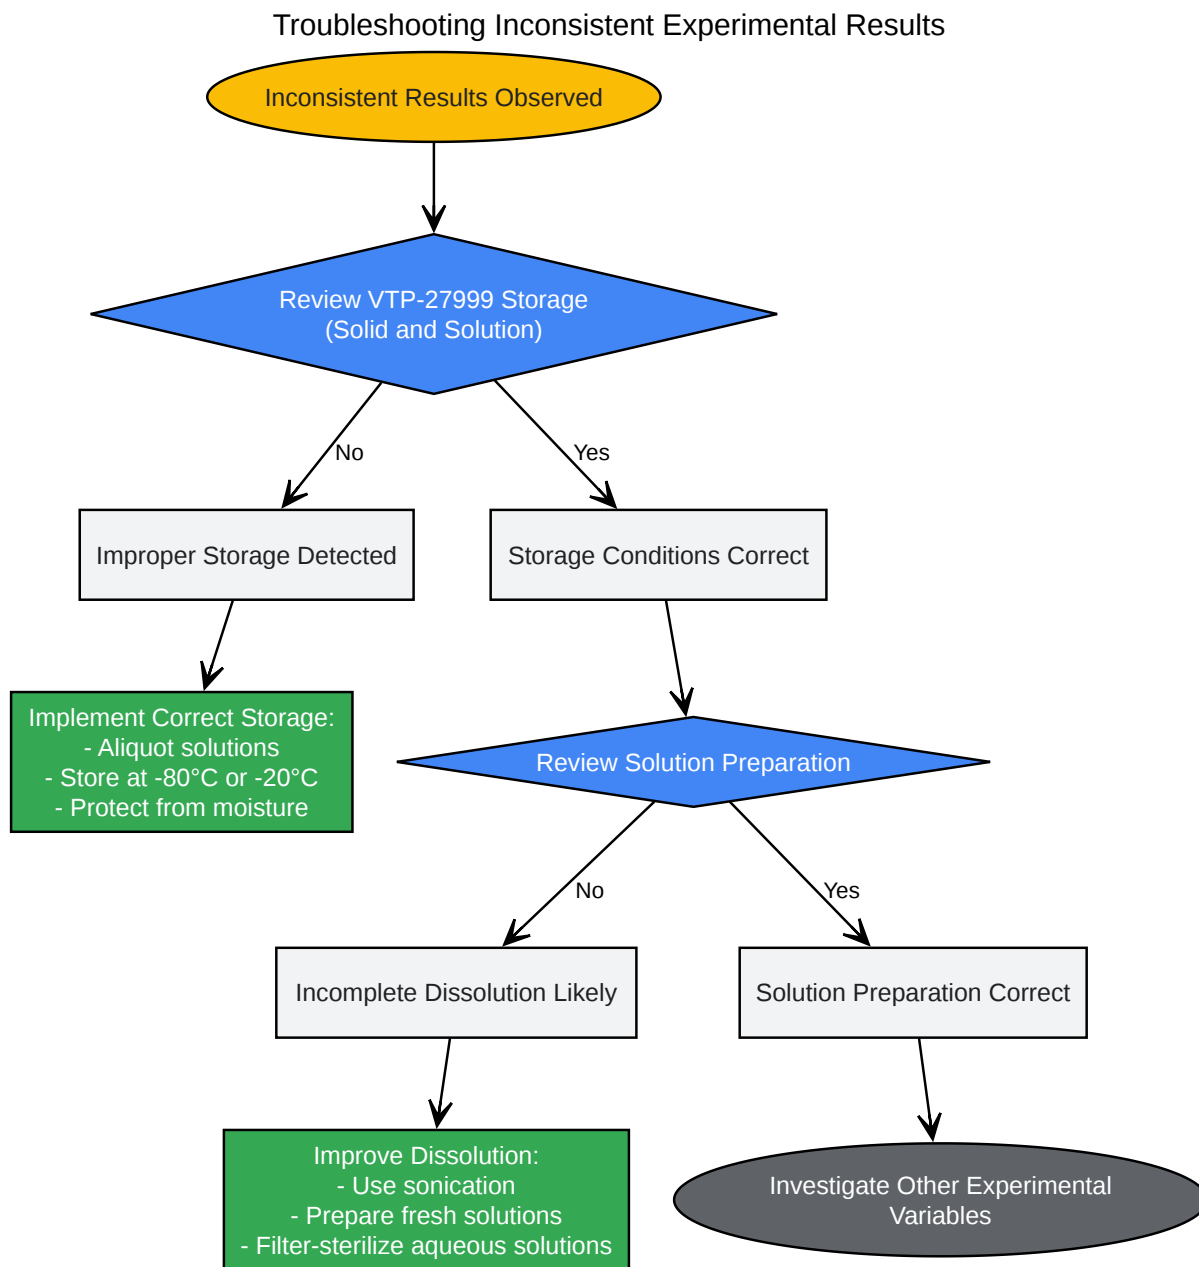 Troubleshooting Inconsistent Experimental Results
Inconsistent Results Observed
Review VTP-27999 Storage
(Solid and Solution)
No
Yes
Improper Storage Detected
Storage Conditions Correct
Implement Correct Storage:
- Aliquot solutions
- Store at -80°C or -20°C
- Protect from moisture
Review Solution Preparation
No
Yes
Incomplete Dissolution Likely
Solution Preparation Correct
Improve Dissolution:
- Use sonication
- Prepare fresh solutions
- Filter-sterilize aqueous solutions
Investigate Other Experimental
Variables